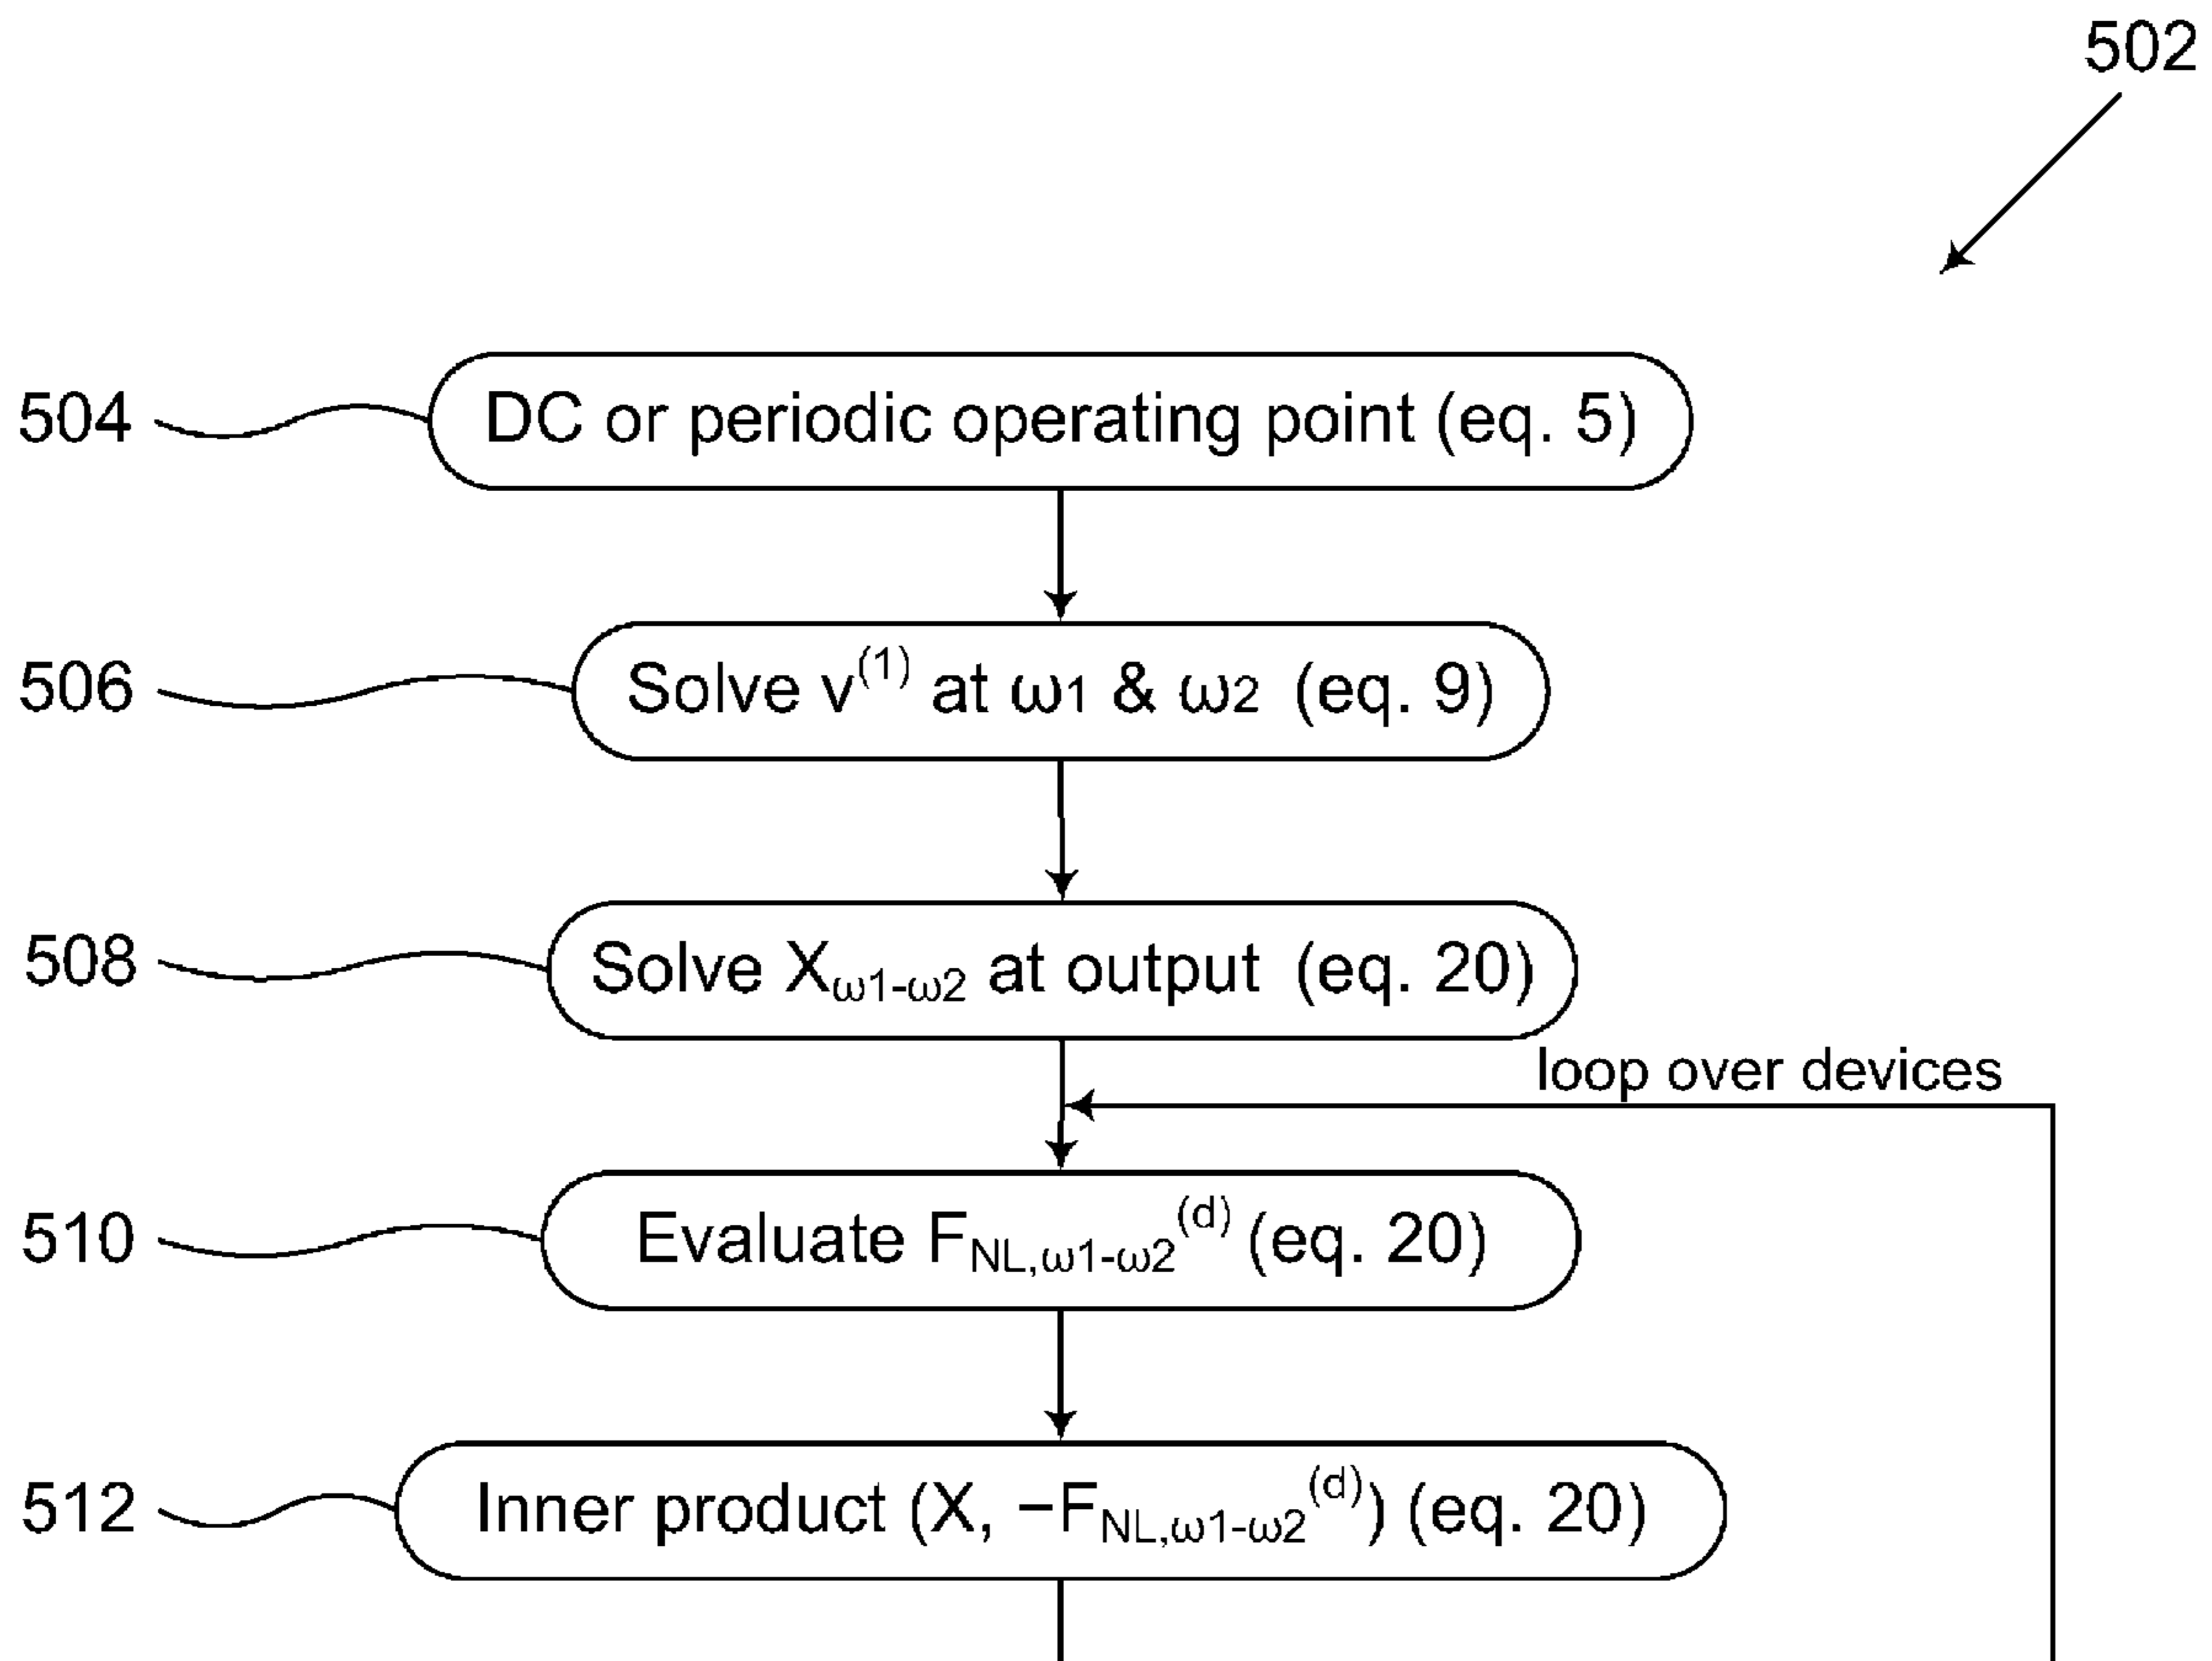 502
504 DC or periodic operating point (eq. 5)
506 Solve v⁽¹⁾ at ω1 & ω2 (eq. 9)
508 Solve Xω1-ω2 at output (eq. 20)
loop over devices
510 Evaluate FNL,ω1-ω2(d) (eq. 20)
512 Inner product (X, –FNL,ω1-ω2(d)) (eq. 20)